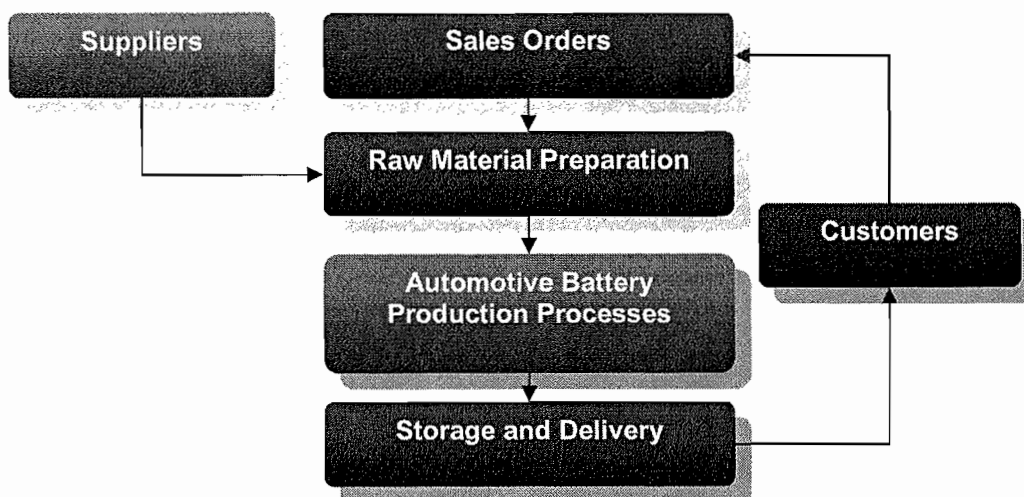 Suppliers
Sales Orders
Raw Material Preparation
Customers
Automotive Battery
Production Processes
Storage and Delivery